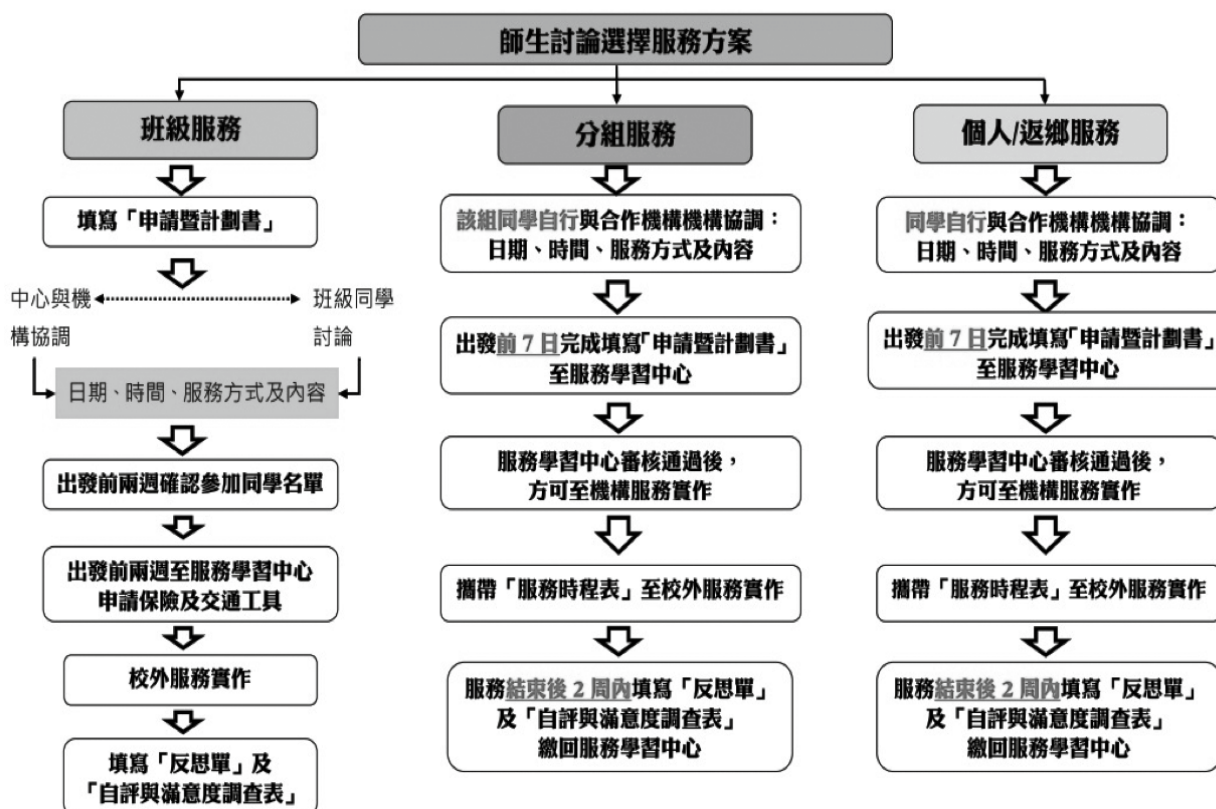 師生討論選擇服務方案
班級服務
填寫「申請暨計劃書」
中心與機
構協調
班級同學
討論
日期、時間、服務方式及內容
出發前兩週確認參加同學名單
出發前兩週至服務學習中心
申請保險及交通工具
校外服務實作
填寫「反思單」及
「自評與滿意度調查表」
分組服務
該組同學自行與合作機構機構協調：
日期、時間、服務方式及內容
出發前 7 日完成填寫「申請暨計劃書」
至服務學習中心
服務學習中心審核通過後，
方可至機構服務實作
攜帶「服務時程表」至校外服務實作
服務結束後 2 周內填寫「反思單」
及「自評與滿意度調查表」
繳回服務學習中心
個人/返鄉服務
同學自行與合作機構機構協調：
日期、時間、服務方式及內容
出發前 7 日完成填寫「申請暨計劃書」
至服務學習中心
服務學習中心審核通過後，
方可至機構服務實作
攜帶「服務時程表」至校外服務實作
服務結束後 2 周內填寫「反思單」
及「自評與滿意度調查表」
繳回服務學習中心